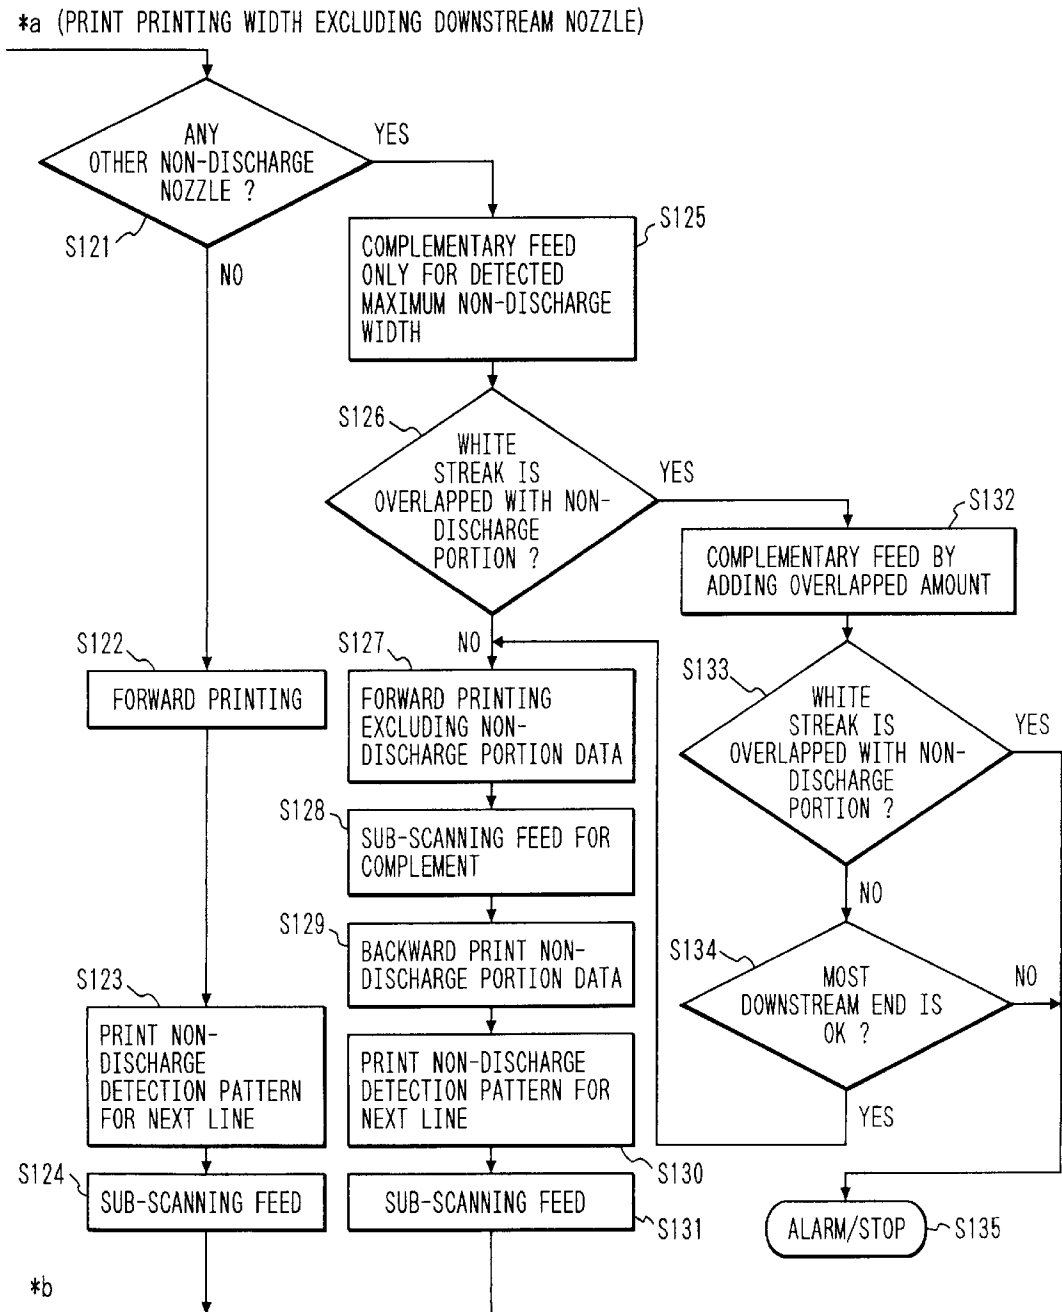 *a (PRINT PRINTING WIDTH EXCLUDING DOWNSTREAM NOZZLE)
ANY
OTHER NON-DISCHARGE
NOZZLE ?
YES
S121
NO
S125
COMPLEMENTARY FEED
ONLY FOR DETECTED
MAXIMUM NON-DISCHARGE
WIDTH
S126
WHITE
STREAK IS
OVERLAPPED WITH NON-
DISCHARGE
PORTION ?
YES
NO
S132
COMPLEMENTARY FEED BY
ADDING OVERLAPPED AMOUNT
S122
FORWARD PRINTING
S127
FORWARD PRINTING
EXCLUDING NON-
DISCHARGE PORTION DATA
S133
WHITE
STREAK IS
OVERLAPPED WITH NON-
DISCHARGE
PORTION ?
YES
NO
S128
SUB-SCANNING FEED FOR
COMPLEMENT
S129
BACKWARD PRINT NON-
DISCHARGE PORTION DATA
S134
MOST
DOWNSTREAM END IS
OK ?
NO
YES
S123
PRINT NON-
DISCHARGE
DETECTION PATTERN
FOR NEXT LINE
PRINT NON-DISCHARGE
DETECTION PATTERN FOR
NEXT LINE
S130
S124
SUB-SCANNING FEED
SUB-SCANNING FEED
S131
ALARM/STOP
S135
*b